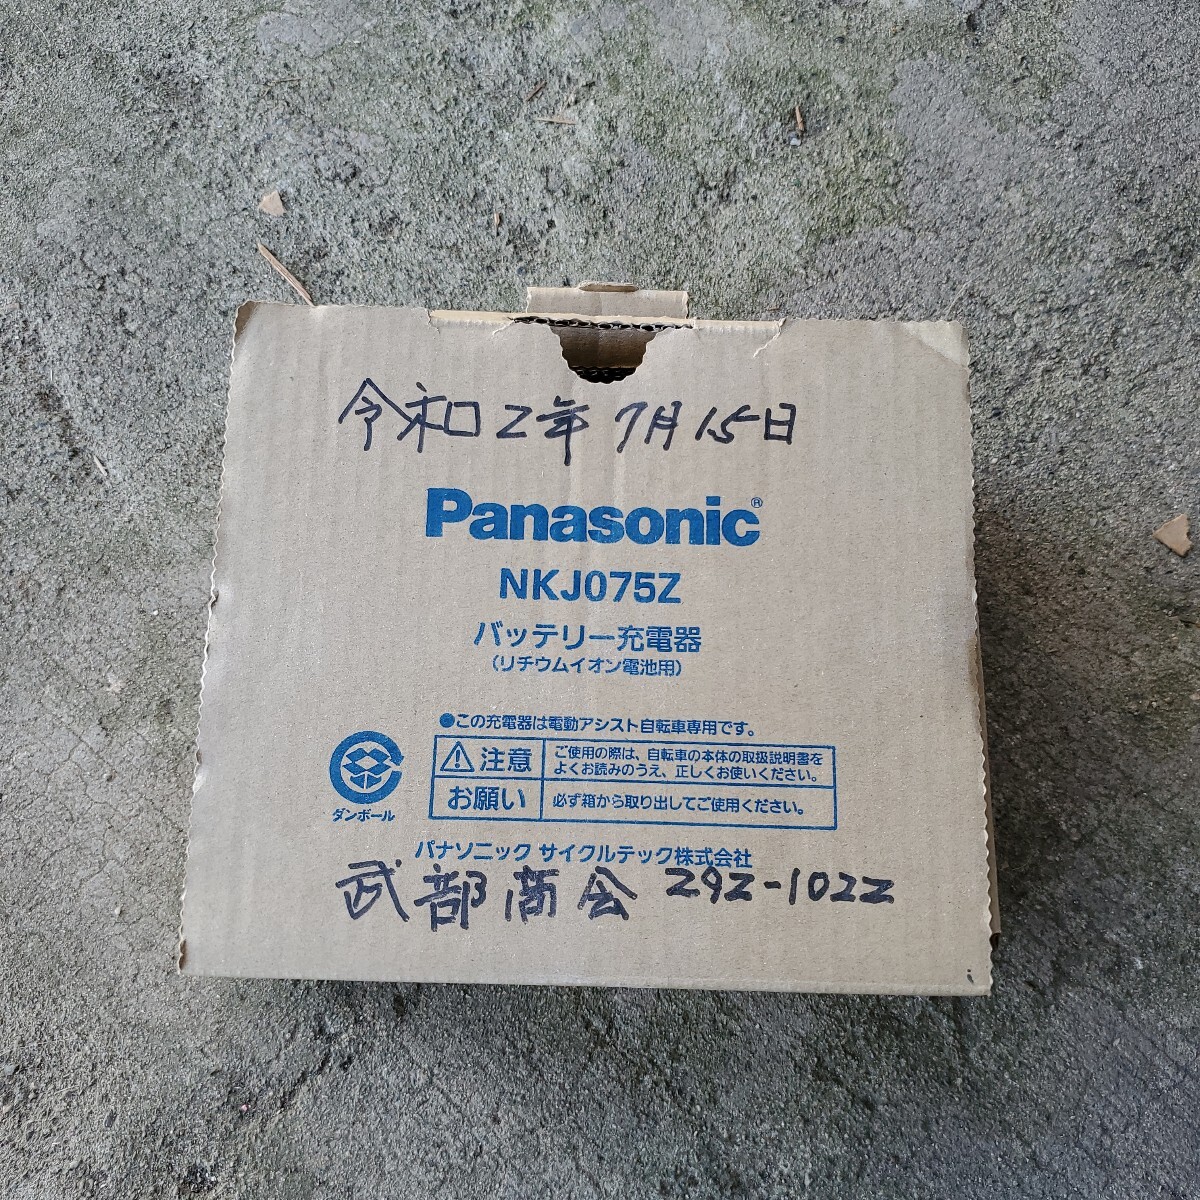 令和2年 7月15日
Panasonic®
NKJ075Z
バッテリー充電器
(リチウムイオン電池用)
●この充電器は電動アシスト自転車専用です。
注意 ご使用の際は、自転車の本体の取扱説明書を
よくお読みのうえ、正しくお使いください。
お願い 必ず箱から取り出してご使用ください。
ダンボール
パナソニック サイクルテック株式会社
武部商会 292-1022